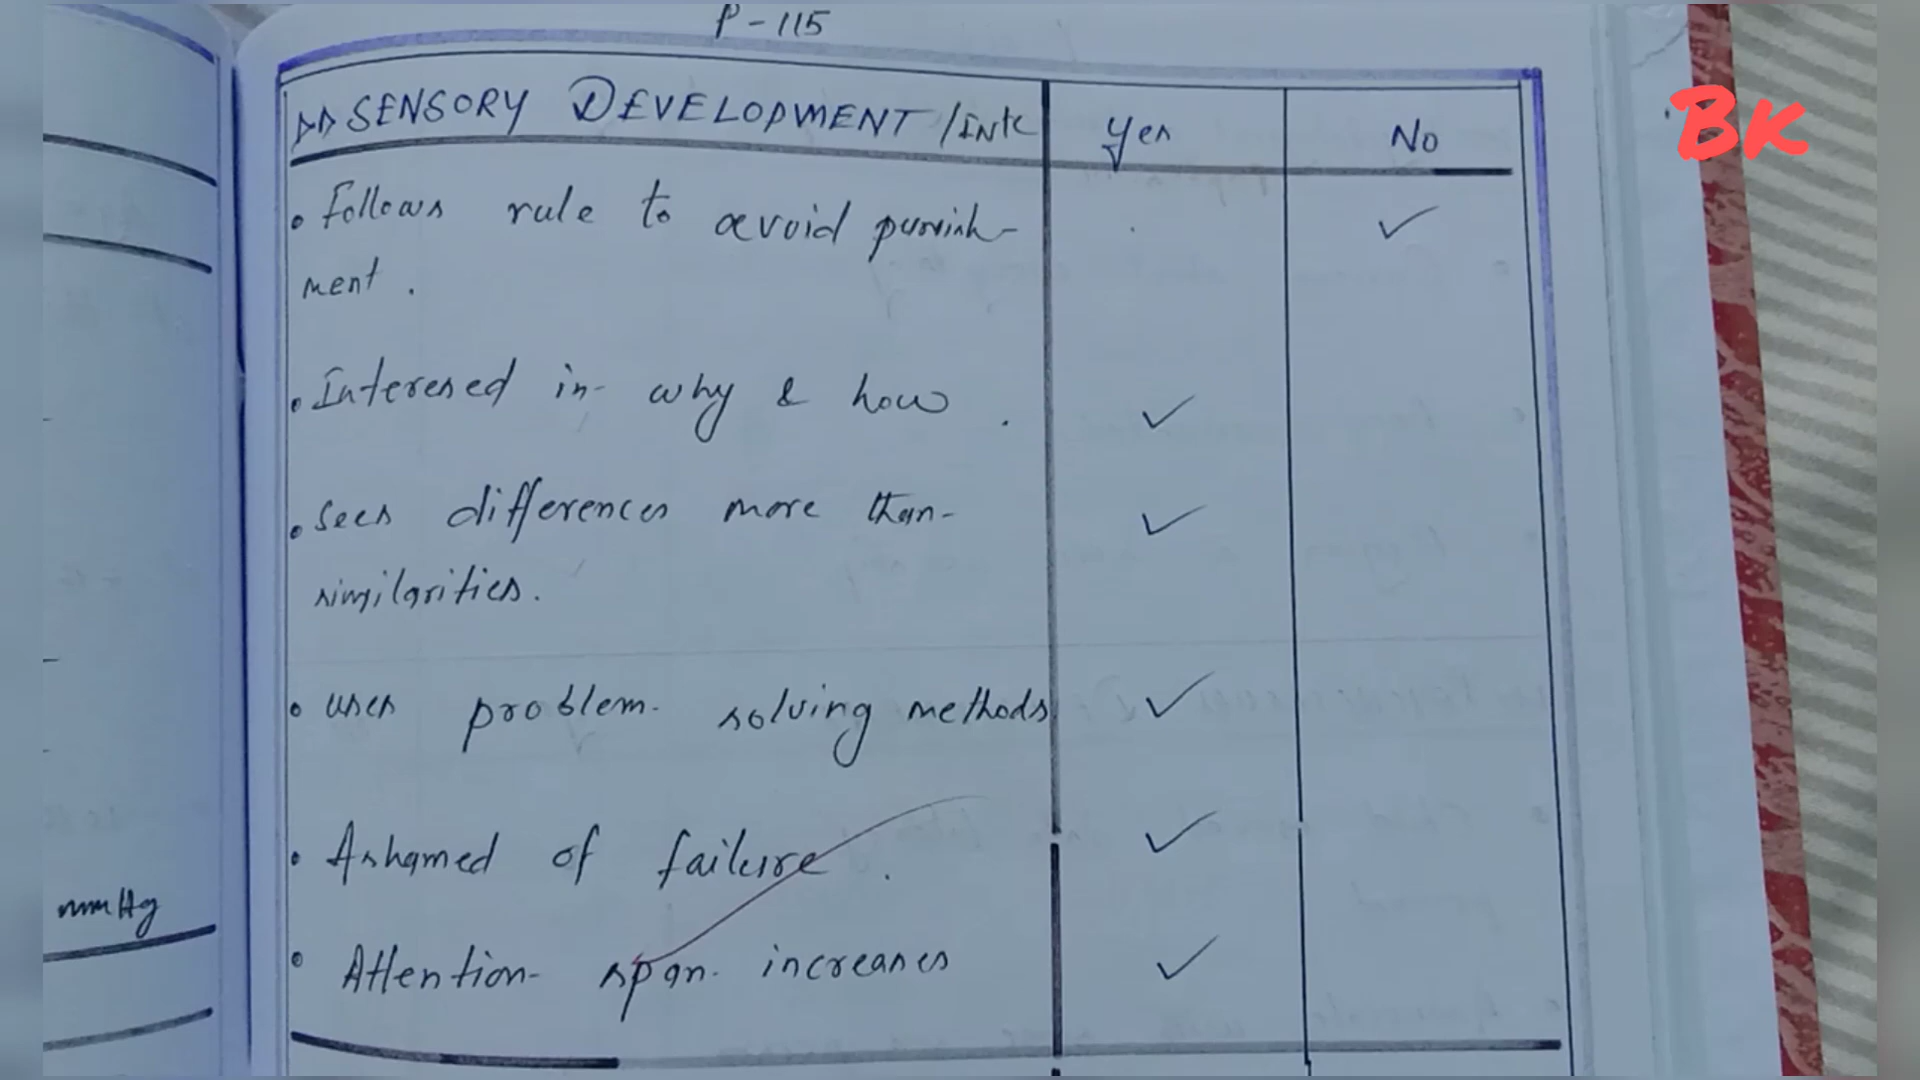 P-115
SENSORY DEVELOPMENT /Inte
Yes
No
BK
• Follows rule to avoid punish-
ment.
✓
• Interesed in why & how.
✓
• Sees differences more than
similarities.
✓
• uses problem solving methods
✓
• Ashamed of failure.
✓
mmHg
• Attention span increases
✓